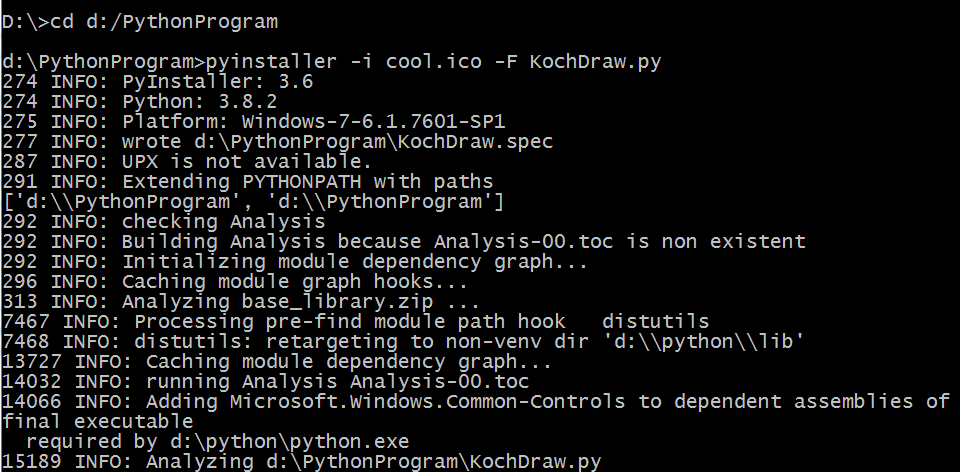 D:\>cd d:/PythonProgram
d:\PythonProgram>pyinstaller -i cool.ico -F KochDraw.py
274 INFO: PyInstaller: 3.6
274 INFO: Python: 3.8.2
275 INFO: Platform: Windows-7-6.1.7601-SP1
277 INFO: wrote d:\PythonProgram\KochDraw.spec
287 INFO: UPX is not available.
291 INFO: Extending PYTHONPATH with paths
['d:\\PythonProgram', 'd:\\PythonProgram']
292 INFO: checking Analysis
292 INFO: Building Analysis because Analysis-00.toc is non existent
292 INFO: Initializing module dependency graph...
296 INFO: Caching module graph hooks...
313 INFO: Analyzing base_library.zip ...
7467 INFO: Processing pre-find module path hook   distutils
7468 INFO: distutils: retargeting to non-venv dir 'd:\\python\\lib'
13727 INFO: Caching module dependency graph...
14032 INFO: running Analysis Analysis-00.toc
14066 INFO: Adding Microsoft.Windows.Common-Controls to dependent assemblies of
final executable
  required by d:\python\python.exe
15189 INFO: Analyzing d:\PythonProgram\KochDraw.py